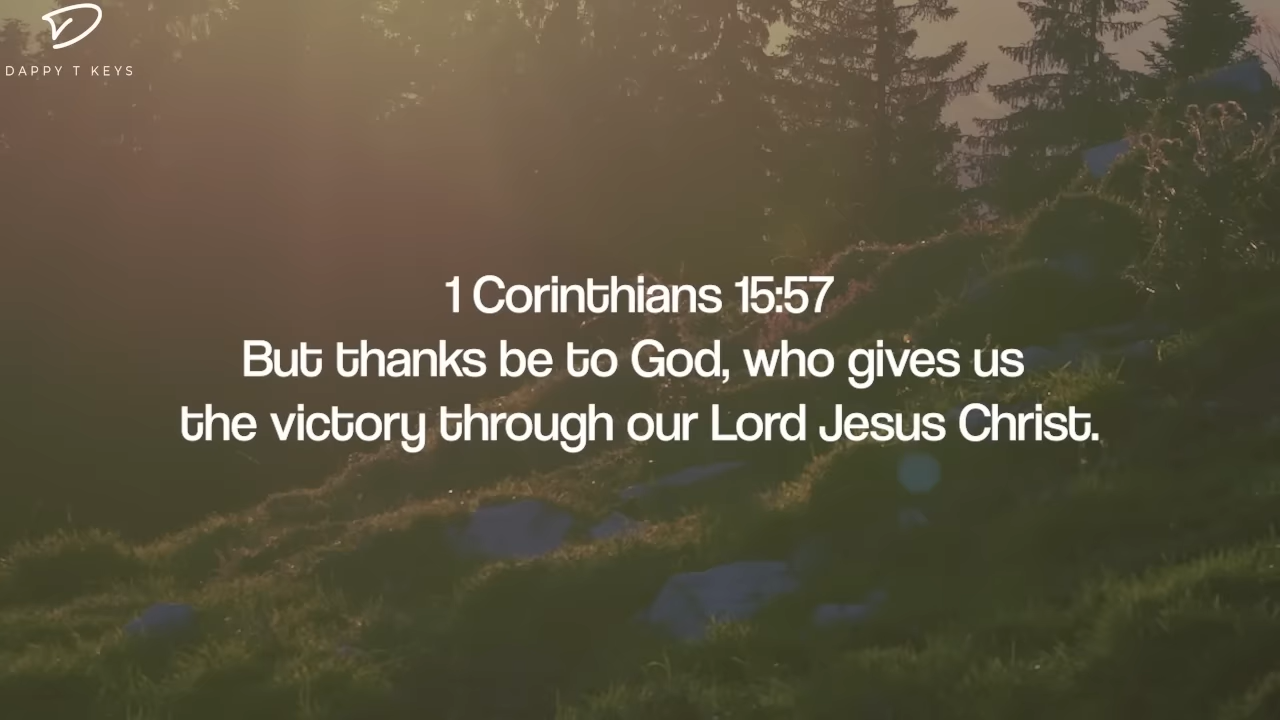 DAPPY T KEYS
1 Corinthians 15:57
But thanks be to God, who gives us
the victory through our Lord Jesus Christ.